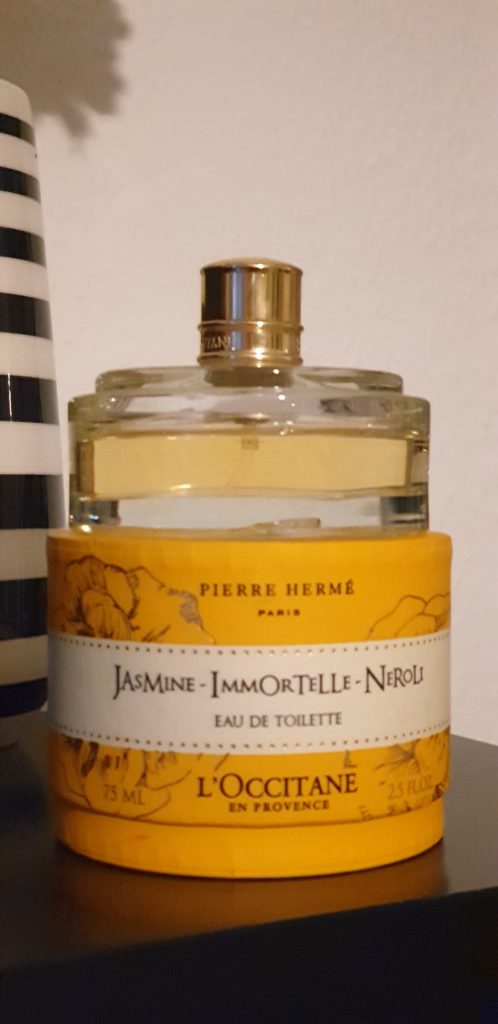 PIERRE HERMÉ
PARIS
JASMINE - IMMORTELLE - NEROLI
EAU DE TOILETTE
75 ML
L'OCCITANE
EN PROVENCE
2.5 FL.OZ.